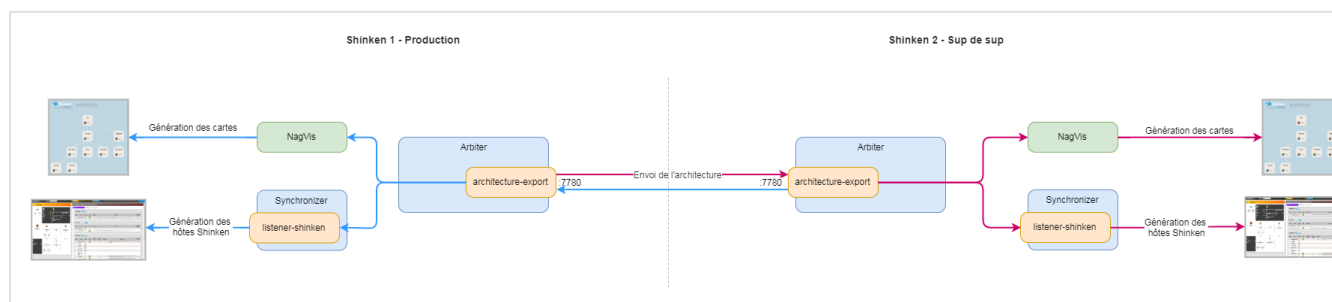 Shinken 1 - Production
Shinken 2 - Sup de sup
Génération des cartes
NagVis
Arbiter
architecture-export
:7780
Envoi de l'architecture
:7780
Arbiter
architecture-export
NagVis
Génération des cartes
Génération des
hôtes Shinken
Synchronizer
listener-shinken
Synchronizer
listener-shinken
Génération des
hôtes Shinken